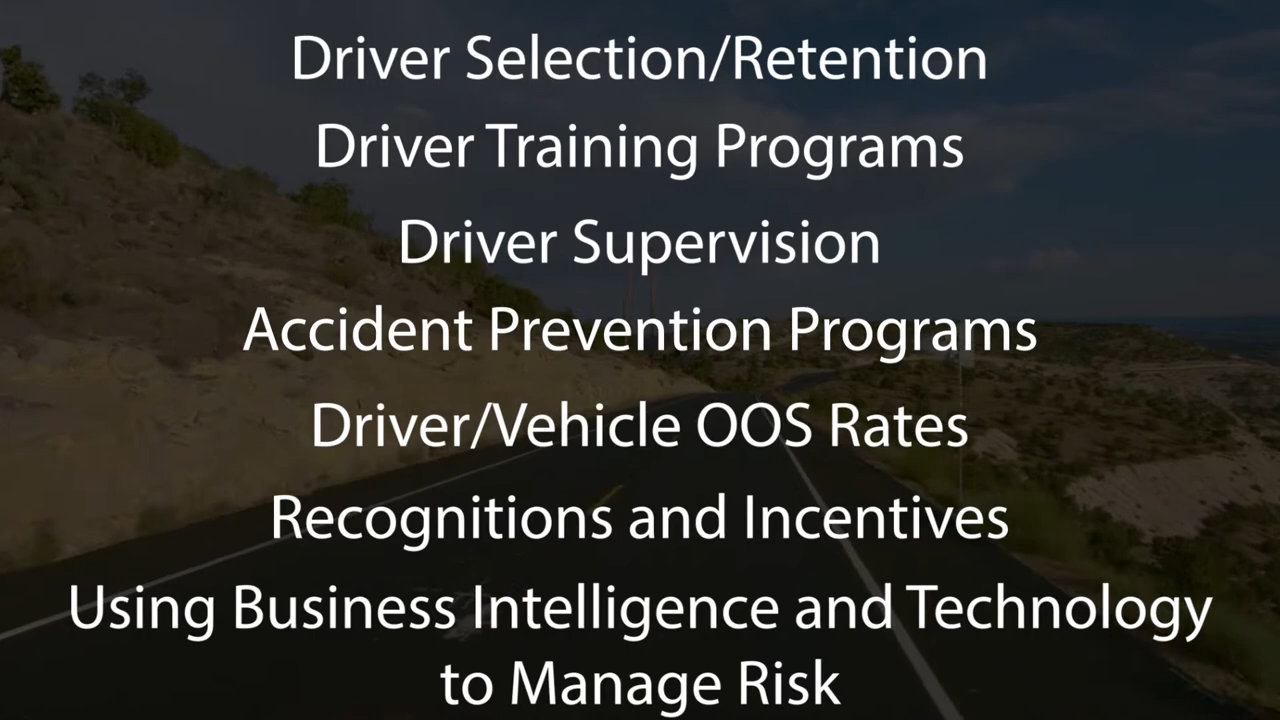 Driver Selection/Retention
Driver Training Programs
Driver Supervision
Accident Prevention Programs
Driver/Vehicle OOS Rates
Recognitions and Incentives
Using Business Intelligence and Technology
to Manage Risk